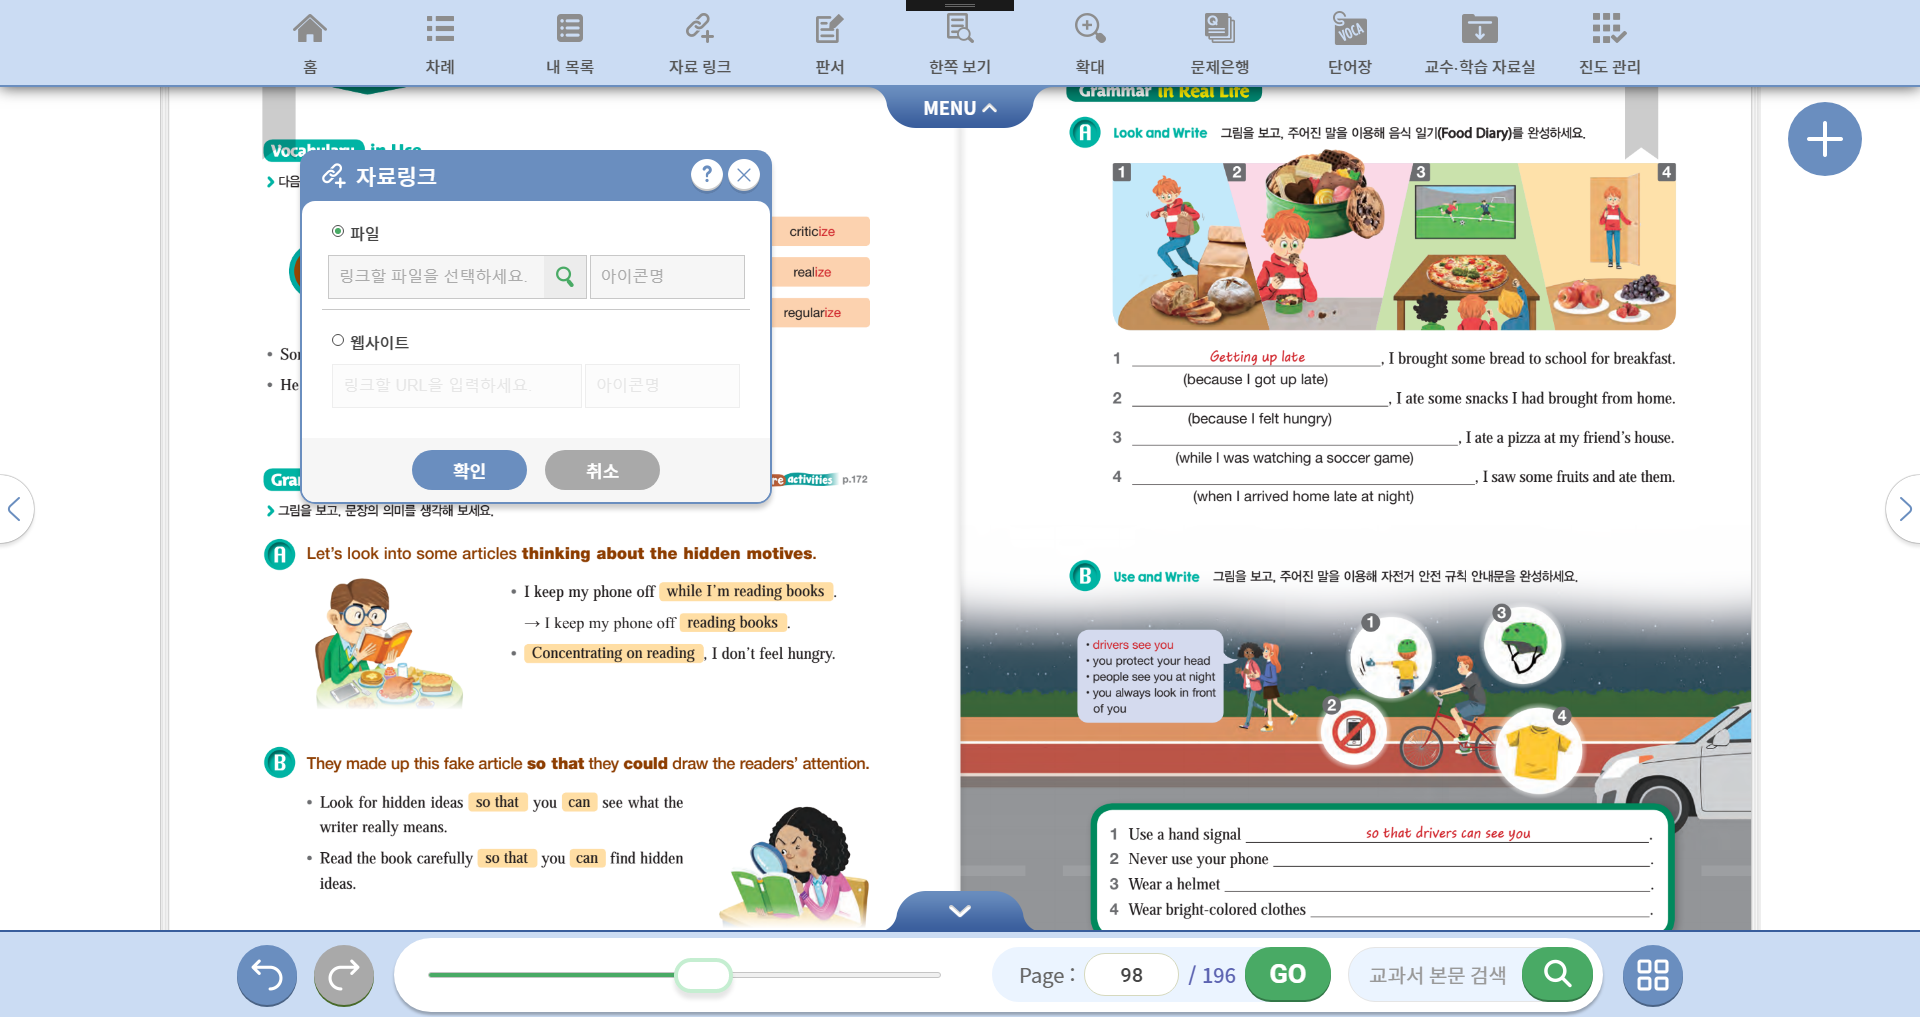 홈
차례
내 목록
자료 링크
판서
한쪽 보기
확대
문제은행
단어장
교수·학습 자료실
진도 관리
Q
VOCA
MENU
Vocabulary in Use
다음
자료링크
?
파일
링크할 파일을 선택하세요.
아이콘명
웹사이트
링크할 URL을 입력하세요.
아이콘명
확인
취소
criticize
realize
regularize
He
activities p.172
그림을 보고, 문장의 의미를 생각해 보세요.
A Let's look into some articles thinking about the hidden motives.
• I keep my phone off while I'm reading books .
→ I keep my phone off reading books .
• Concentrating on reading , I don't feel hungry.
B They made up this fake article so that they could draw the readers' attention.
• Look for hidden ideas so that you can see what the
writer really means.
• Read the book carefully so that you can find hidden
ideas.
Grammar in Real Life
A Look and Write 그림을 보고, 주어진 말을 이용해 음식 일기(Food Diary)를 완성하세요.
1 2 3 4
1 Getting up late , I brought some bread to school for breakfast.
(because I got up late)
2 , I ate some snacks I had brought from home.
(because I felt hungry)
3 , I ate a pizza at my friend's house.
(while I was watching a soccer game)
4 , I saw some fruits and ate them.
(when I arrived home late at night)
B Use and Write 그림을 보고, 주어진 말을 이용해 자전거 안전 규칙 안내문을 완성하세요.
1
3
2
4
• drivers see you
• you protect your head
• people see you at night
• you always look in front
of you
1 Use a hand signal so that drivers can see you .
2 Never use your phone .
3 Wear a helmet .
4 Wear bright-colored clothes .
Page : 98 / 196 GO
교과서 본문 검색